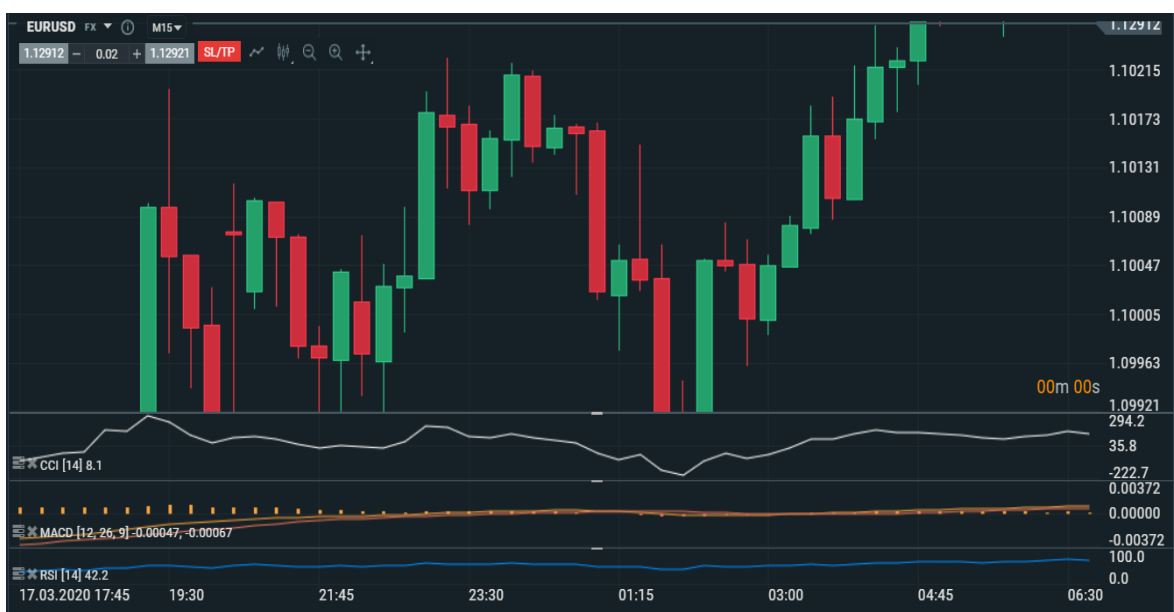 EURUSD FX M15
1.12912 – 0.02 + 1.12921 SL/TP
1.12912
1.10215
1.10173
1.10131
1.10089
1.10047
1.10005
1.09963
00m 00s
1.09921
294.2
35.8
CCI [14] 8.1
-222.7
0.00372
0.00000
MACD [12, 26, 9] -0.00047, -0.00067
-0.00372
100.0
RSI [14] 42.2
0.0
17.03.2020 17:45 19:30 21:45 23:30 01:15 03:00 04:45 06:30